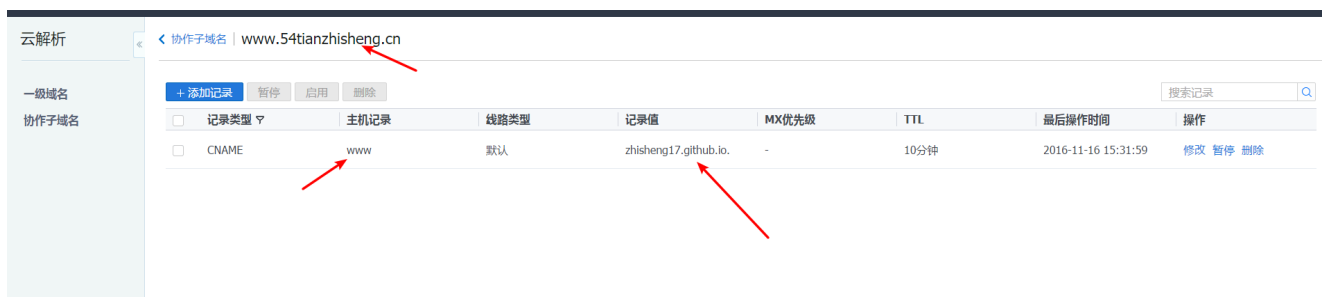 云解析
« 
协作子域名 | www.54tianzhisheng.cn
一级域名
协作子域名
+ 添加记录 暂停 启用 删除 搜索记录
记录类型 主机记录 线路类型 记录值 MX优先级 TTL 最后操作时间 操作
CNAME www 默认 zhisheng17.github.io. - 10分钟 2016-11-16 15:31:59 修改 暂停 删除